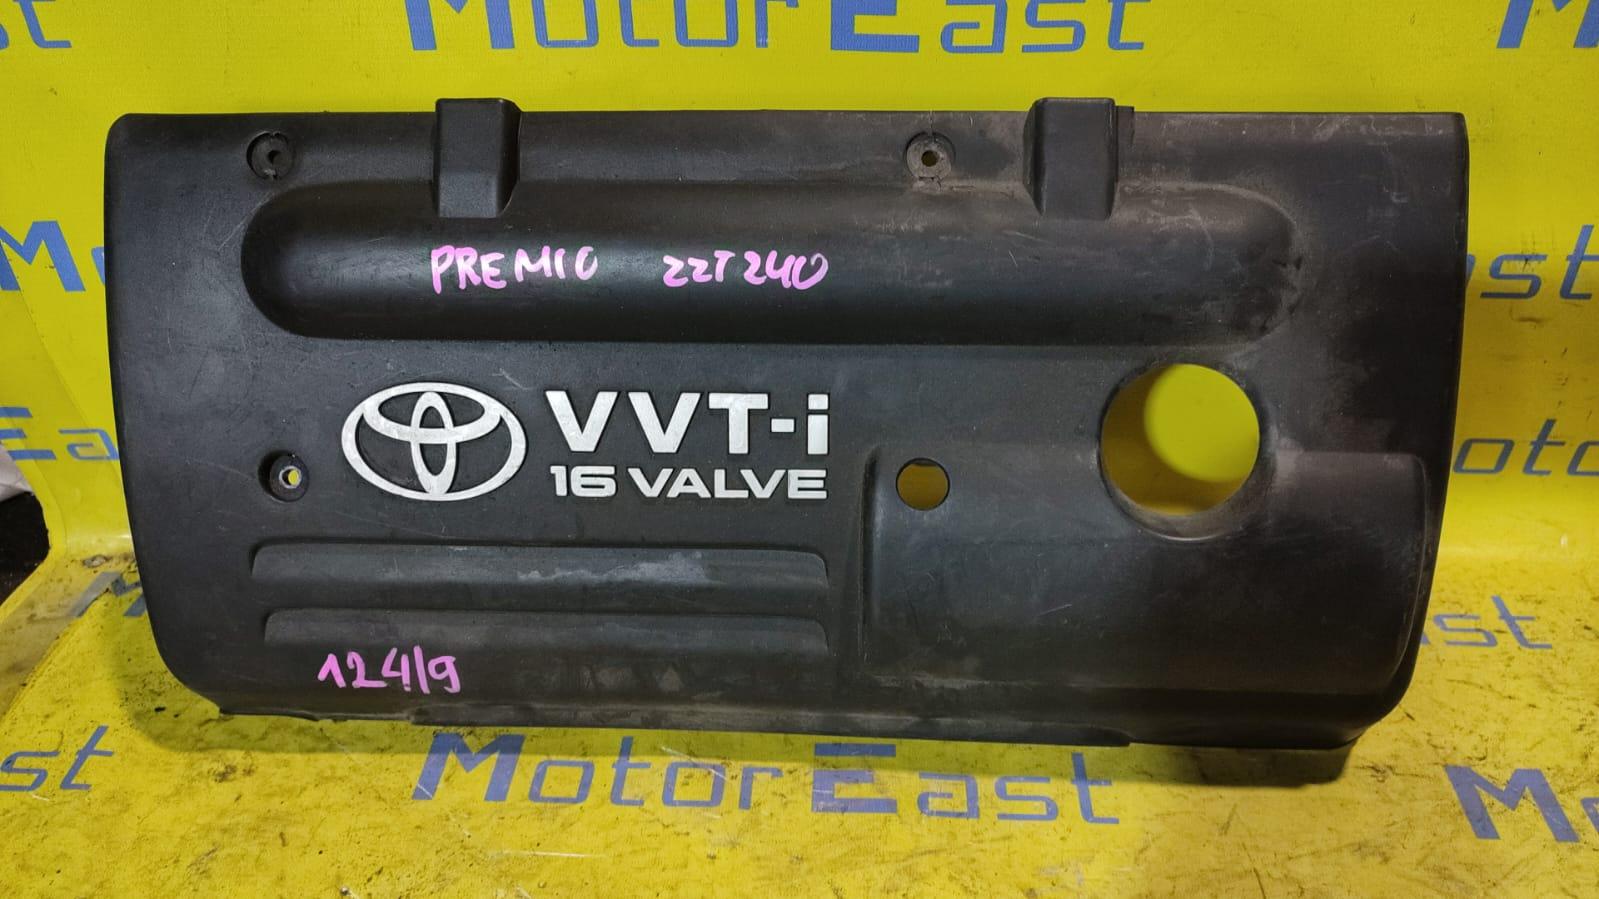 MotorEast
PREMIO ZZT240
VVT-i
16 VALVE
124/9
MotorEast